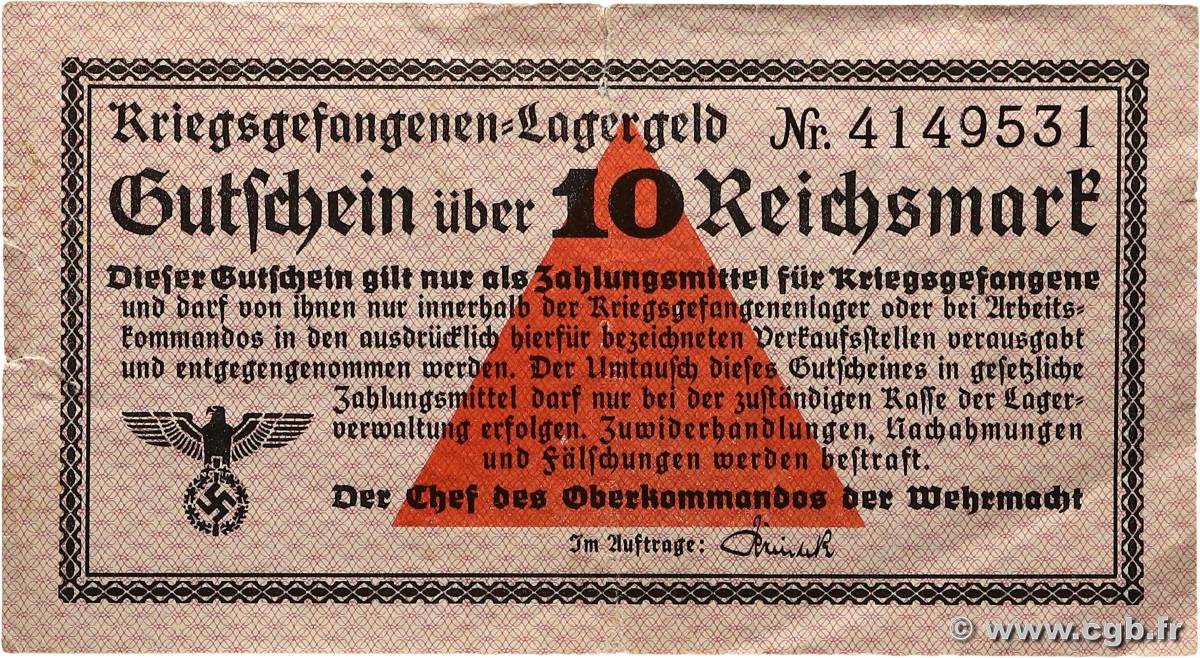 Kriegsgefangenen-Lagergeld Nr. 4149531
Gutschein über 10 Reichsmark
Dieser Gutschein gilt nur als Zahlungsmittel für Kriegsgefangene
und darf von ihnen nur innerhalb der Kriegsgefangenenlager oder bei Arbeits-
kommandos in den ausdrücklich hierfür bezeichneten Verkaufsstellen verausgabt
und entgegengenommen werden. Der Umtausch dieses Gutscheines in gesetzliche
Zahlungsmittel darf nur bei der zuständigen Kasse der Lager-
verwaltung erfolgen. Zuwiderhandlungen, Nachahmungen
und Fälschungen werden bestraft.
Der Chef des Oberkommandos der Wehrmacht
Im Auftrage:
© www.cgb.fr